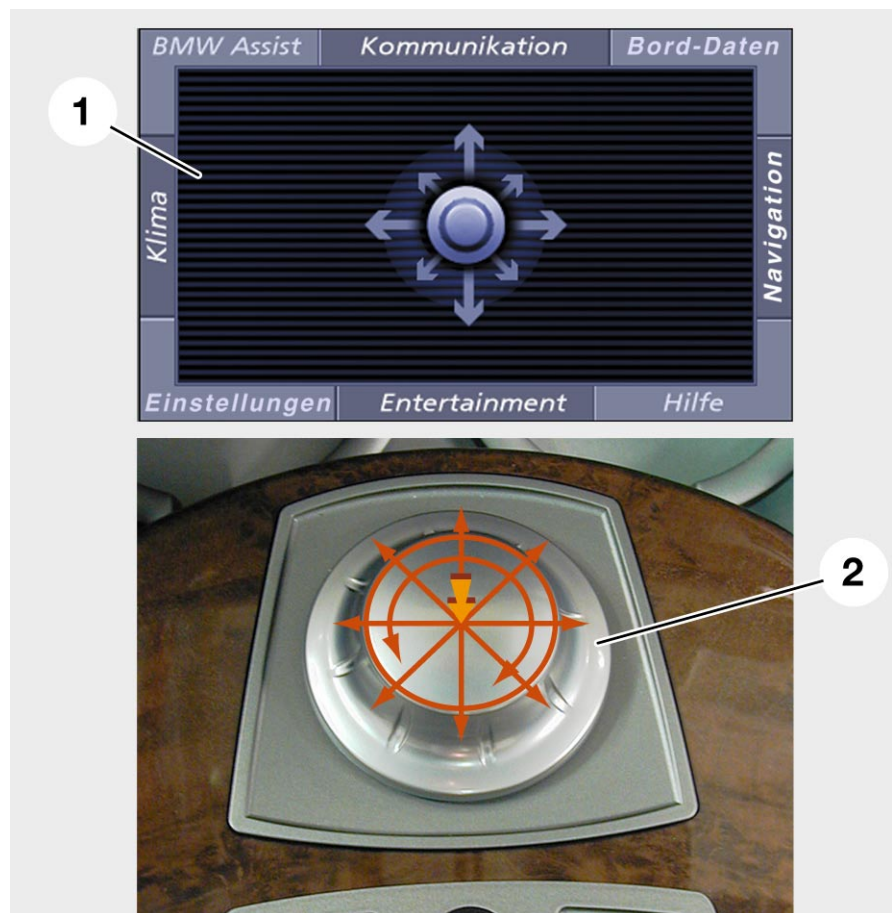 BMW Assist Kommunikation Bord-Daten
1
Klima
Navigation
Einstellungen Entertainment Hilfe
2